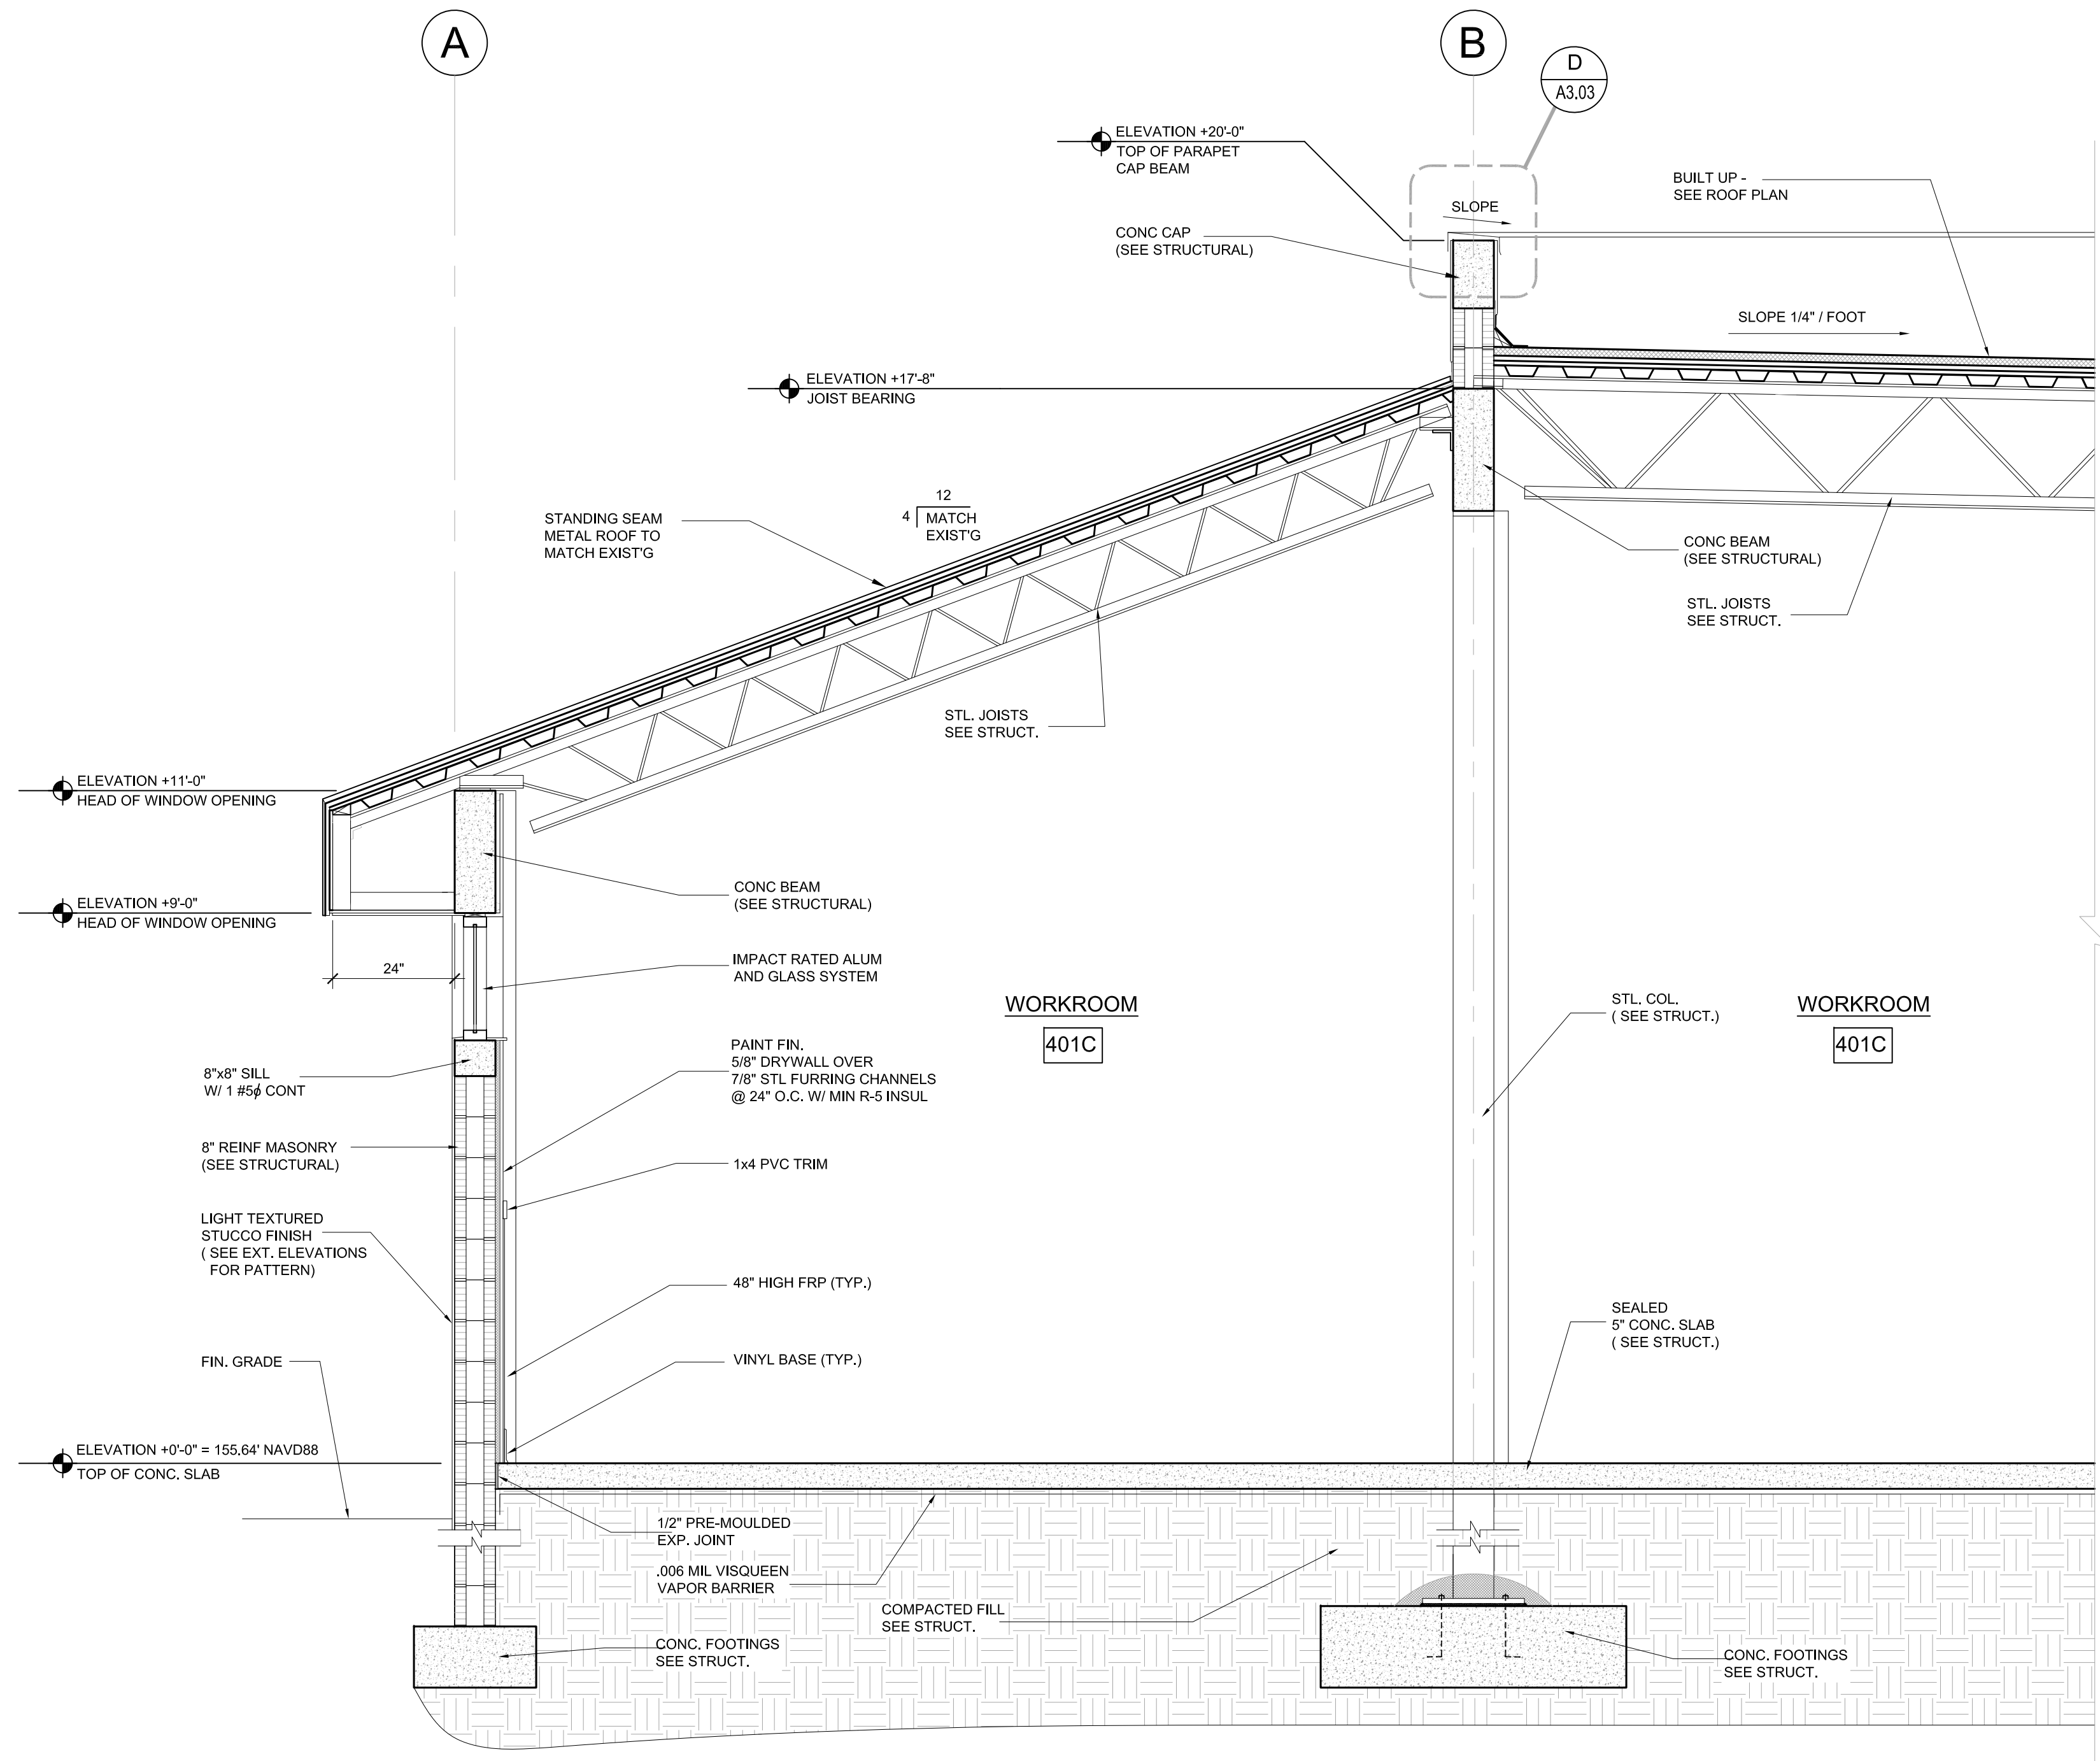 A
B
D
A3.03
ELEVATION +20'-0"
TOP OF PARAPET
CAP BEAM
BUILT UP -
SEE ROOF PLAN
SLOPE
CONC CAP
(SEE STRUCTURAL)
SLOPE 1/4" / FOOT
ELEVATION +17'-8"
JOIST BEARING
12
4
MATCH
EXIST'G
STANDING SEAM
METAL ROOF TO
MATCH EXIST'G
CONC BEAM
(SEE STRUCTURAL)
STL. JOISTS
SEE STRUCT.
STL. JOISTS
SEE STRUCT.
ELEVATION +11'-0"
HEAD OF WINDOW OPENING
CONC BEAM
(SEE STRUCTURAL)
ELEVATION +9'-0"
HEAD OF WINDOW OPENING
24"
IMPACT RATED ALUM
AND GLASS SYSTEM
WORKROOM
401C
STL. COL.
( SEE STRUCT.)
WORKROOM
401C
PAINT FIN.
5/8" DRYWALL OVER
7/8" STL FURRING CHANNELS
@ 24" O.C. W/ MIN R-5 INSUL
8"x8" SILL
W/ 1 #5ϕ CONT
8" REINF MASONRY
(SEE STRUCTURAL)
1x4 PVC TRIM
LIGHT TEXTURED
STUCCO FINISH
( SEE EXT. ELEVATIONS
FOR PATTERN)
48" HIGH FRP (TYP.)
SEALED
5" CONC. SLAB
( SEE STRUCT.)
FIN. GRADE
VINYL BASE (TYP.)
ELEVATION +0'-0" = 155.64' NAVD88
TOP OF CONC. SLAB
1/2" PRE-MOULDED
EXP. JOINT
.006 MIL VISQUEEN
VAPOR BARRIER
COMPACTED FILL
SEE STRUCT.
CONC. FOOTINGS
SEE STRUCT.
CONC. FOOTINGS
SEE STRUCT.